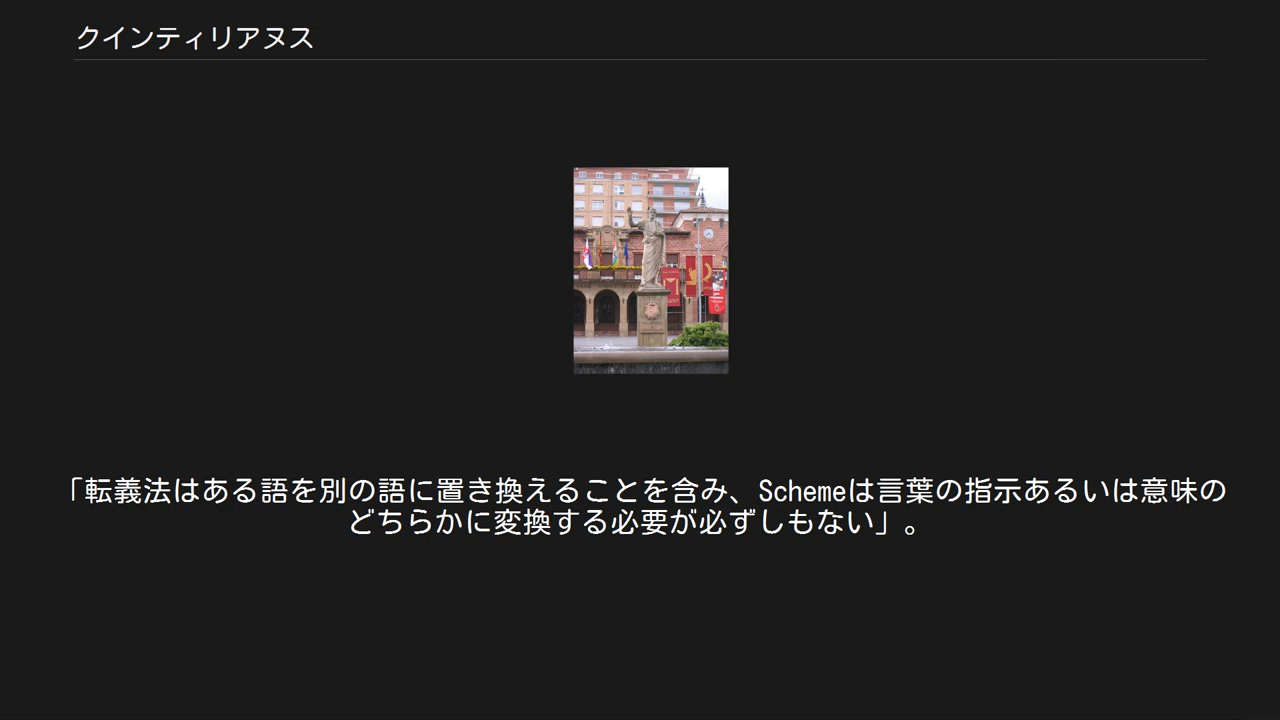 クインティリアヌス
「転義法はある語を別の語に置き換えることを含み、Schemeは言葉の指示あるいは意味の
どちらかに変換する必要が必ずしもない」。